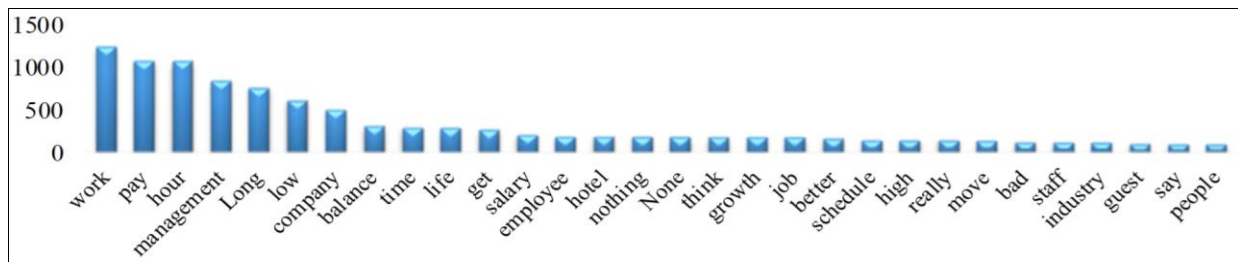 1500
1000
500
0
work
pay
hour
management
Long
low
company
balance
time
life
get
salary
employee
hotel
nothing
None
think
growth
job
better
schedule
high
really
move
bad
staff
industry
guest
say
people